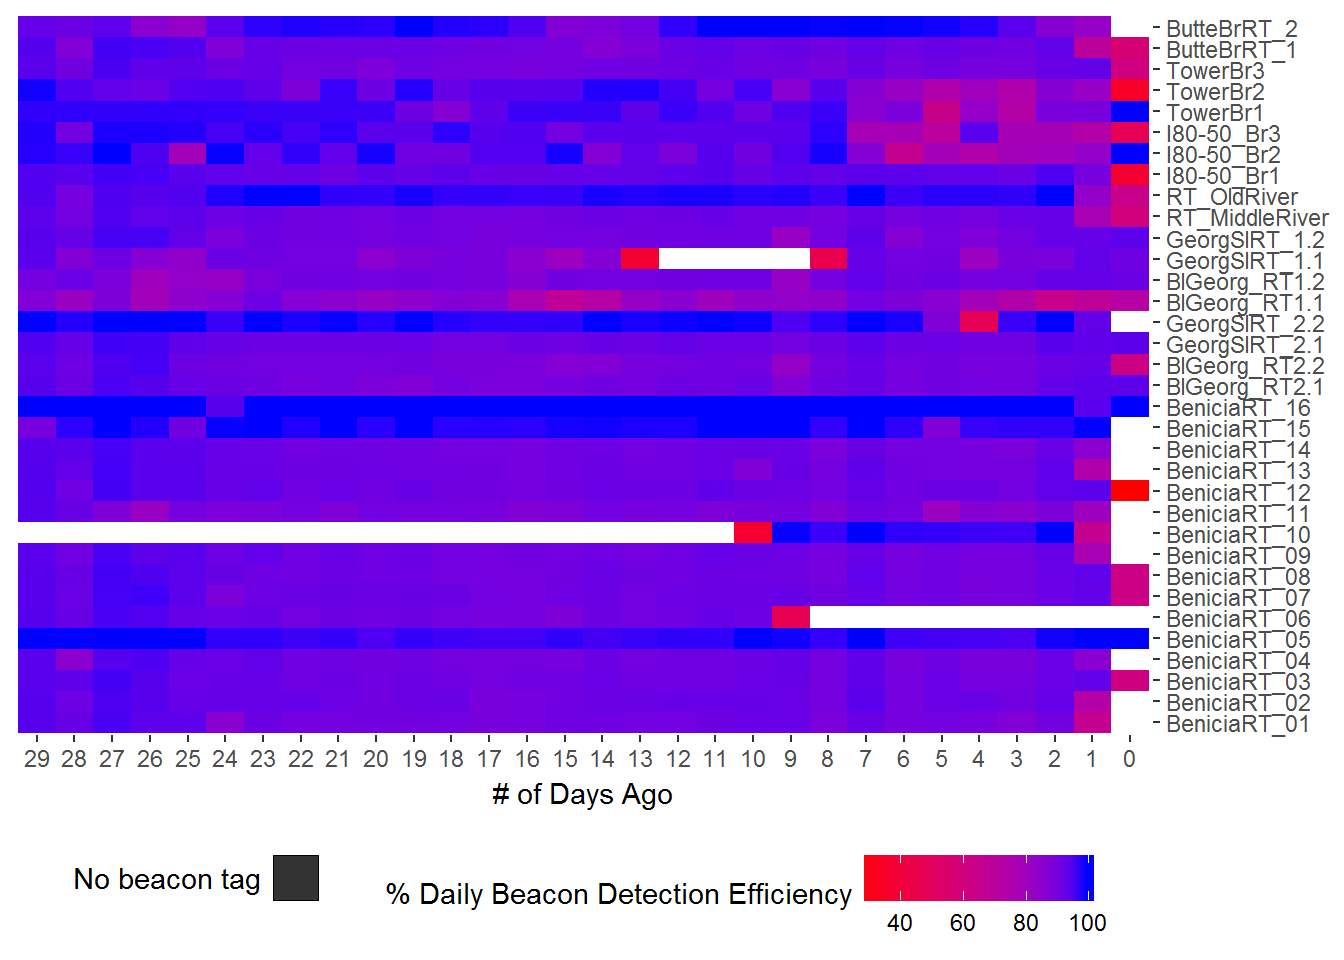 ButteBrRT_2
ButteBrRT_1
TowerBr3
TowerBr2
TowerBr1
I80-50_Br3
I80-50_Br2
I80-50_Br1
RT_OldRiver
RT_MiddleRiver
GeorgSlRT_1.2
GeorgSlRT_1.1
BlGeorg_RT1.2
BlGeorg_RT1.1
GeorgSlRT_2.2
GeorgSlRT_2.1
BlGeorg_RT2.2
BlGeorg_RT2.1
BeniciaRT_16
BeniciaRT_15
BeniciaRT_14
BeniciaRT_13
BeniciaRT_12
BeniciaRT_11
BeniciaRT_10
BeniciaRT_09
BeniciaRT_08
BeniciaRT_07
BeniciaRT_06
BeniciaRT_05
BeniciaRT_04
BeniciaRT_03
BeniciaRT_02
BeniciaRT_01
29 28 27 26 25 24 23 22 21 20 19 18 17 16 15 14 13 12 11 10 9 8 7 6 5 4 3 2 1 0
# of Days Ago
No beacon tag
% Daily Beacon Detection Efficiency
40 60 80 100